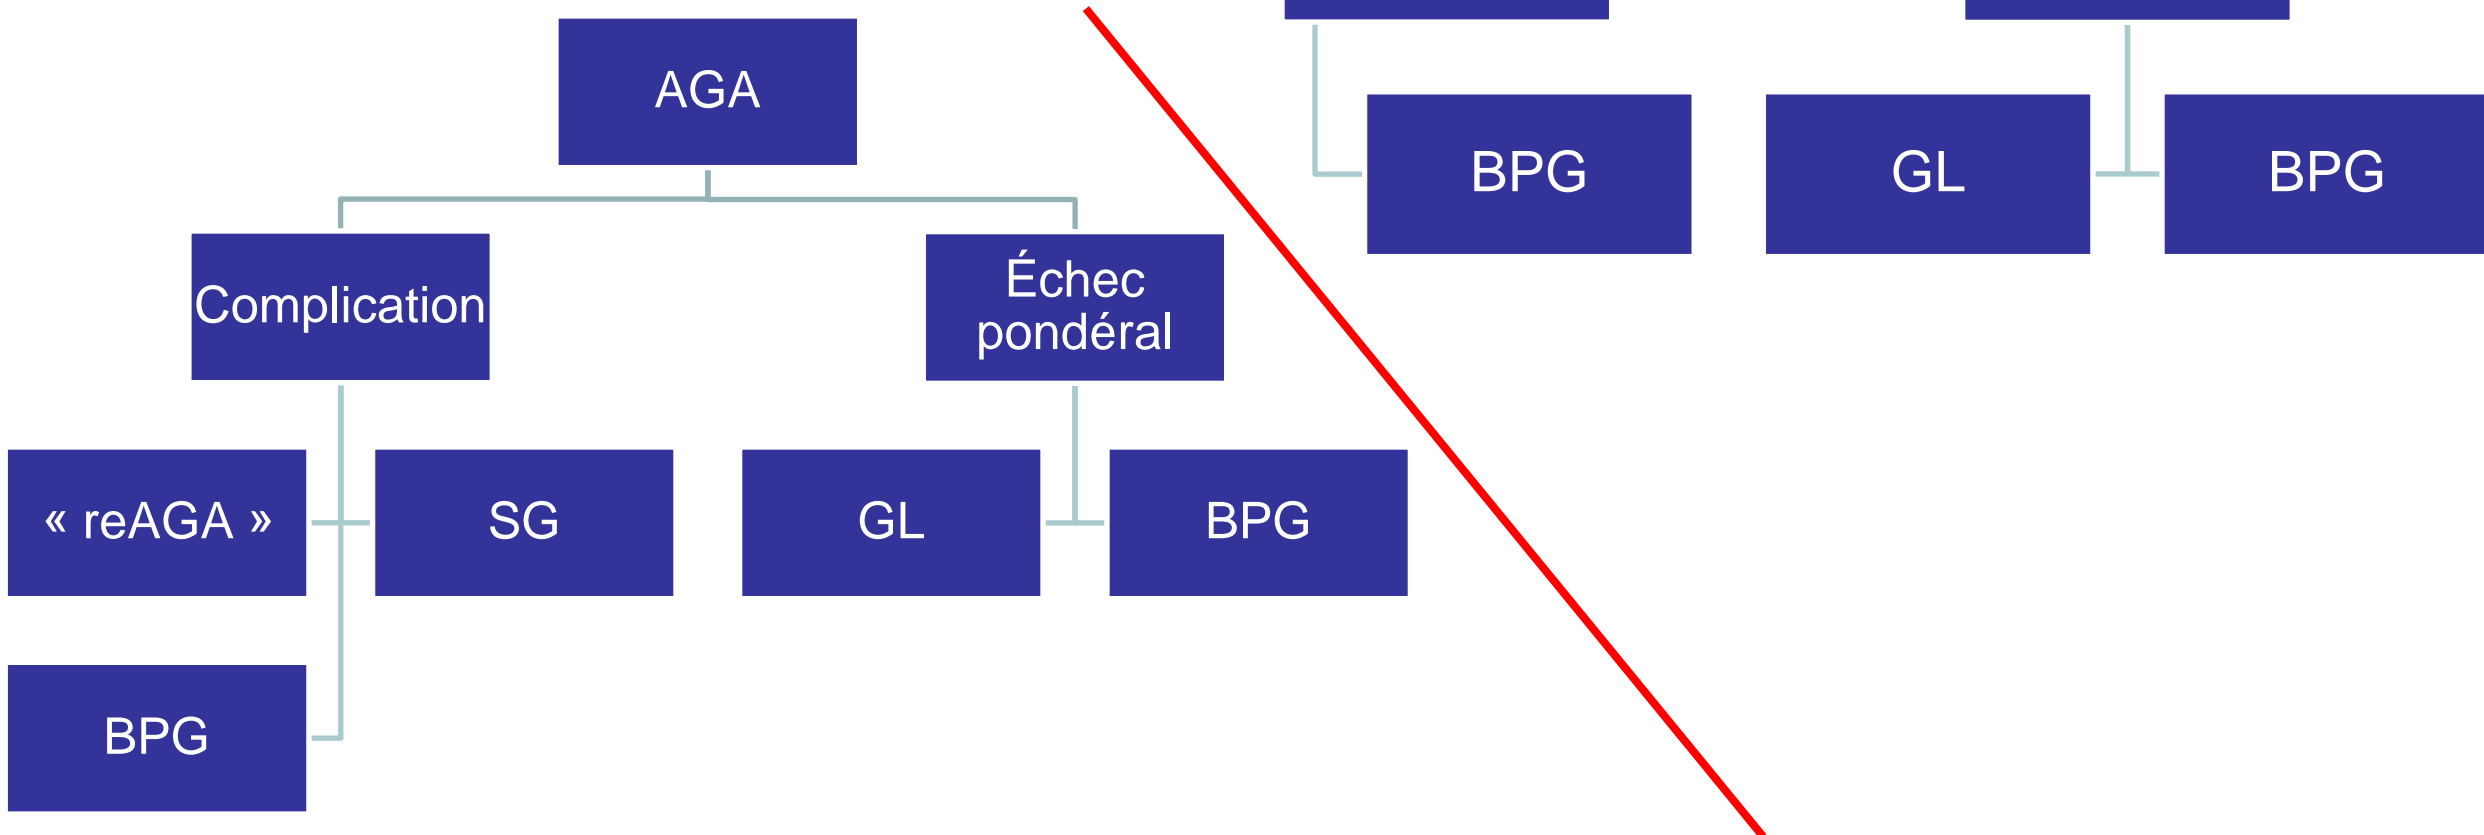 AGA
Complication
Échec
pondéral
« reAGA »
SG
GL
BPG
BPG
BPG
GL
BPG